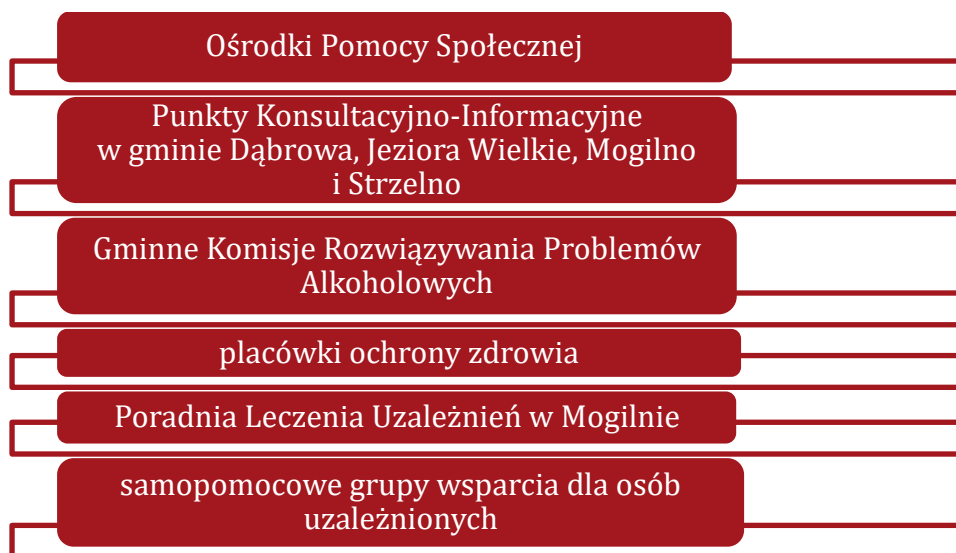 Ośrodki Pomocy Społecznej
Punkty Konsultacyjno-Informacyjne
w gminie Dąbrowa, Jeziora Wielkie, Mogilno
i Strzelno
Gminne Komisje Rozwiązywania Problemów
Alkoholowych
placówki ochrony zdrowia
Poradnia Leczenia Uzależnień w Mogilnie
samopomocowe grupy wsparcia dla osób
uzależnionych